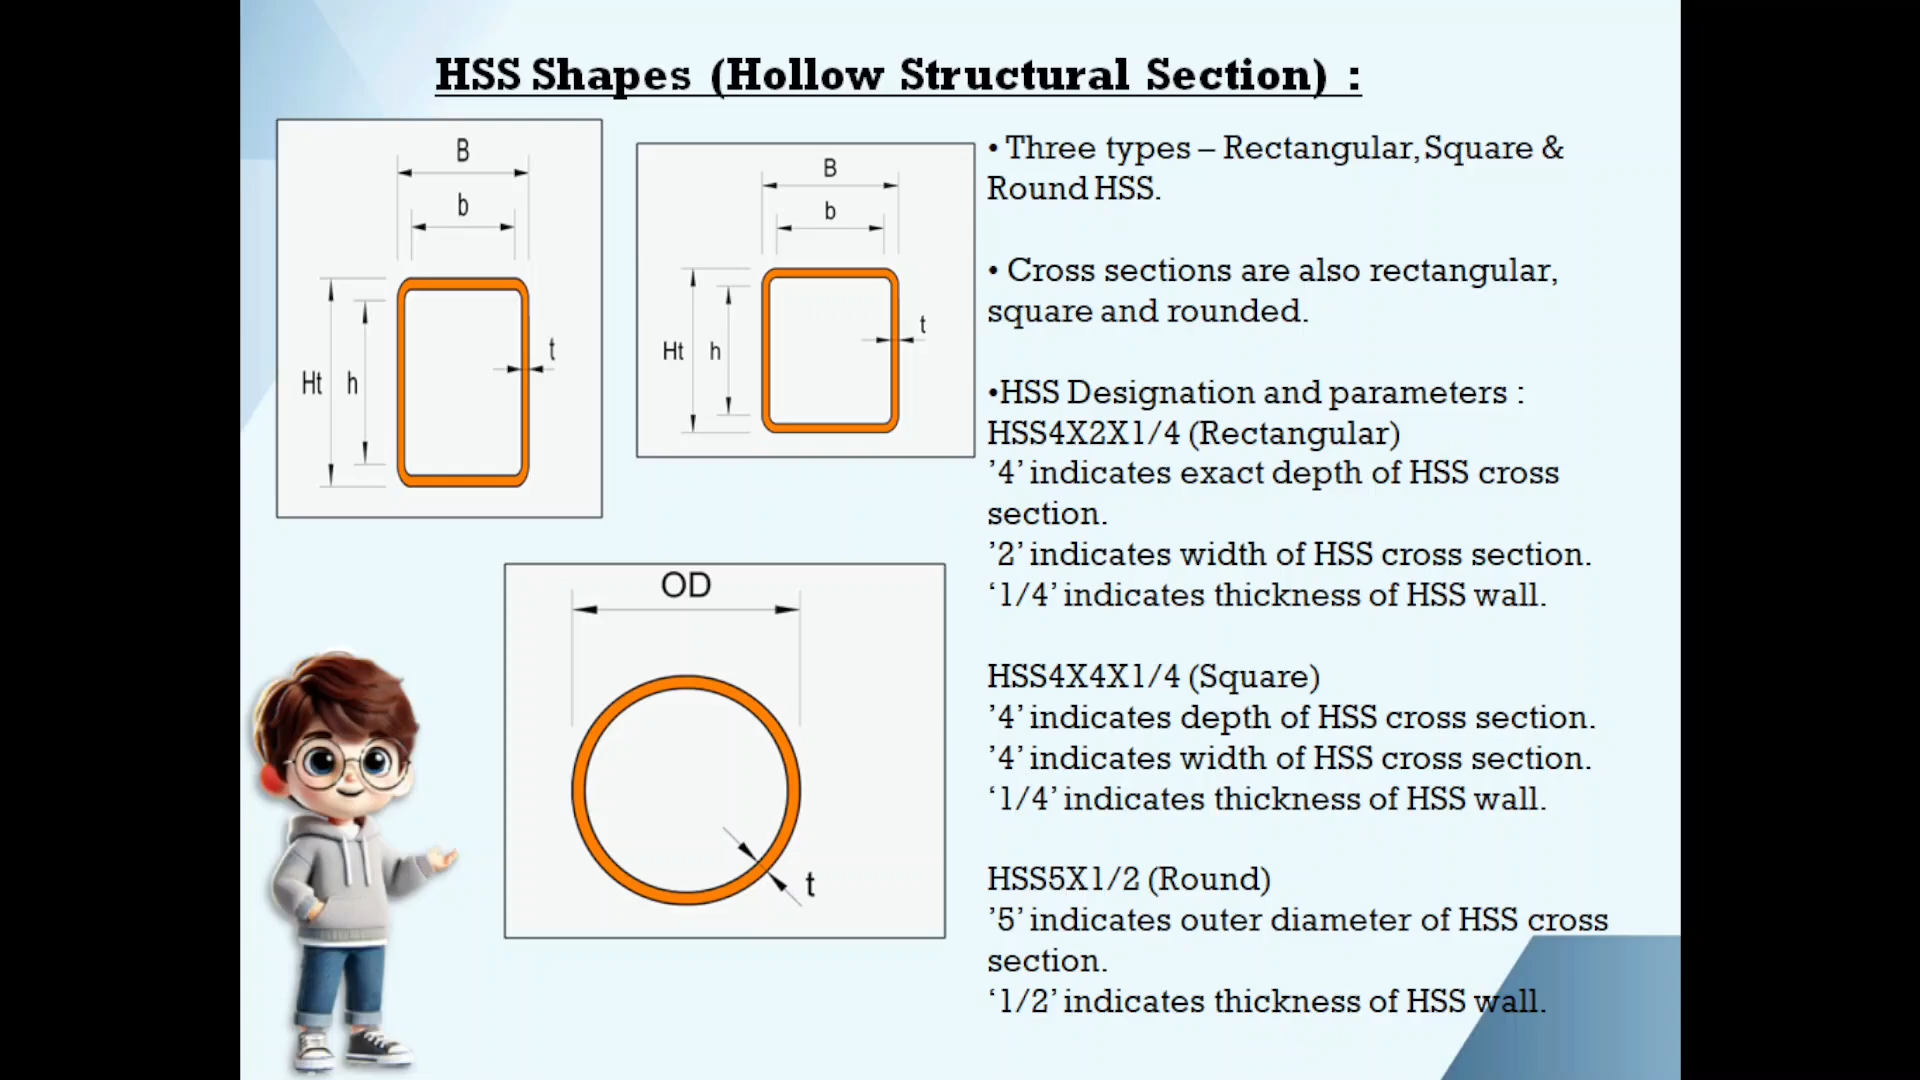 HSS Shapes (Hollow Structural Section) :
B
b
Ht
h
t
B
b
Ht
h
t
OD
t
• Three types – Rectangular, Square &
Round HSS.
• Cross sections are also rectangular,
square and rounded.
•HSS Designation and parameters :
HSS4X2X1/4 (Rectangular)
’4’ indicates exact depth of HSS cross
section.
’2’ indicates width of HSS cross section.
‘1/4’ indicates thickness of HSS wall.
HSS4X4X1/4 (Square)
’4’ indicates depth of HSS cross section.
’4’ indicates width of HSS cross section.
‘1/4’ indicates thickness of HSS wall.
HSS5X1/2 (Round)
’5’ indicates outer diameter of HSS cross
section.
‘1/2’ indicates thickness of HSS wall.